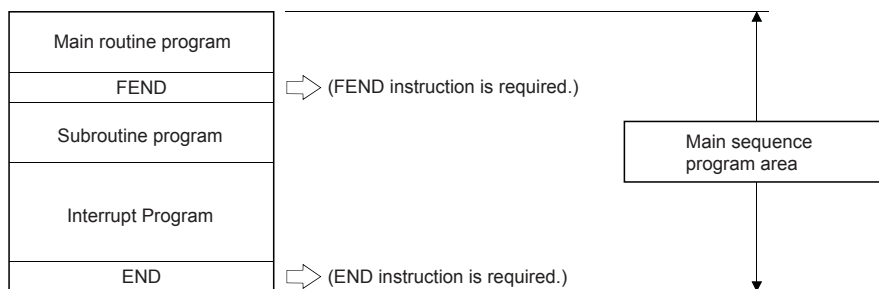 Main routine program
FEND
(FEND instruction is required.)
Subroutine program
Main sequence
program area
Interrupt Program
END
(END instruction is required.)